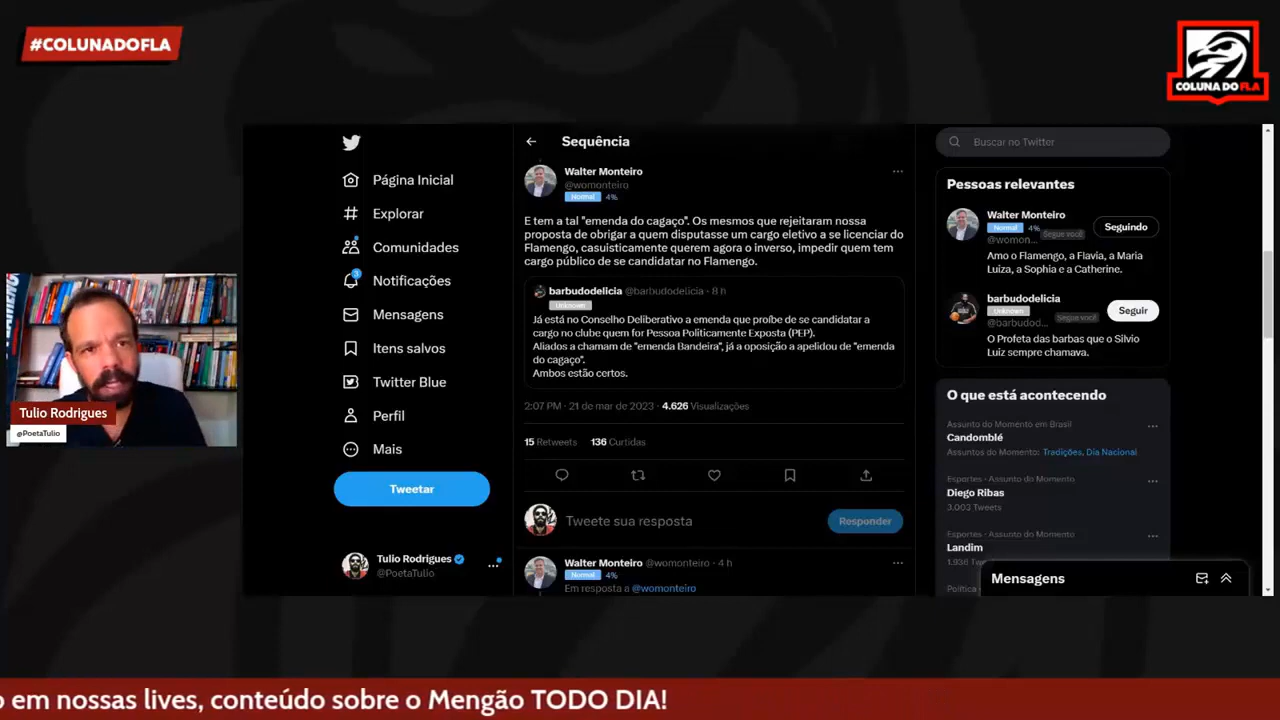 #COLUNADOFLA
COLUNA DO FLA
Página Inicial
Explorar
Comunidades
3
Notificações
Mensagens
Itens salvos
Twitter Blue
Perfil
Mais
Tweetar
Tulio Rodrigues
@PoetaTulio
Sequência
Walter Monteiro
@womonteiro
Normal 4%
E tem a tal "emenda do cagaço". Os mesmos que rejeitaram nossa
proposta de obrigar a quem disputasse um cargo eletivo a se licenciar do
Flamengo, casuisticamente querem agora o inverso, impedir quem tem
cargo público de se candidatar no Flamengo.
barbudodelicia @barbudodelicia · 8 h
Unknown
Já está no Conselho Deliberativo a emenda que proíbe de se candidatar a
cargo no clube quem for Pessoa Politicamente Exposta (PEP).
Aliados a chamam de "emenda Bandeira", já a oposição a apelidou de "emenda
do cagaço".
Ambos estão certos.
2:07 PM · 21 de mar de 2023 · 4.626 Visualizações
15 Retweets 136 Curtidas
Tweete sua resposta
Responder
Walter Monteiro @womonteiro · 4 h
Normal 4%
Em resposta a @womonteiro
Buscar no Twitter
Pessoas relevantes
Walter Monteiro
Normal 4%
@womon... Segue você
Seguindo
Amo o Flamengo, a Flavia, a Maria
Luiza, a Sophia e a Catherine.
barbudodelicia
Unknown
@barbudod... Segue você
Seguir
O Profeta das barbas que o Silvio
Luiz sempre chamava.
O que está acontecendo
Assunto do Momento em Brasil
Candomblé
Assuntos do Momento: Tradições, Dia Nacional
Esportes · Assunto do Momento
Diego Ribas
3.003 Tweets
Esportes · Assunto do Momento
Landim
1.936 Tweets
Política
Mensagens
Tulio Rodrigues
@PoetaTulio
o em nossas lives, conteúdo sobre o Mengão TODO DIA!